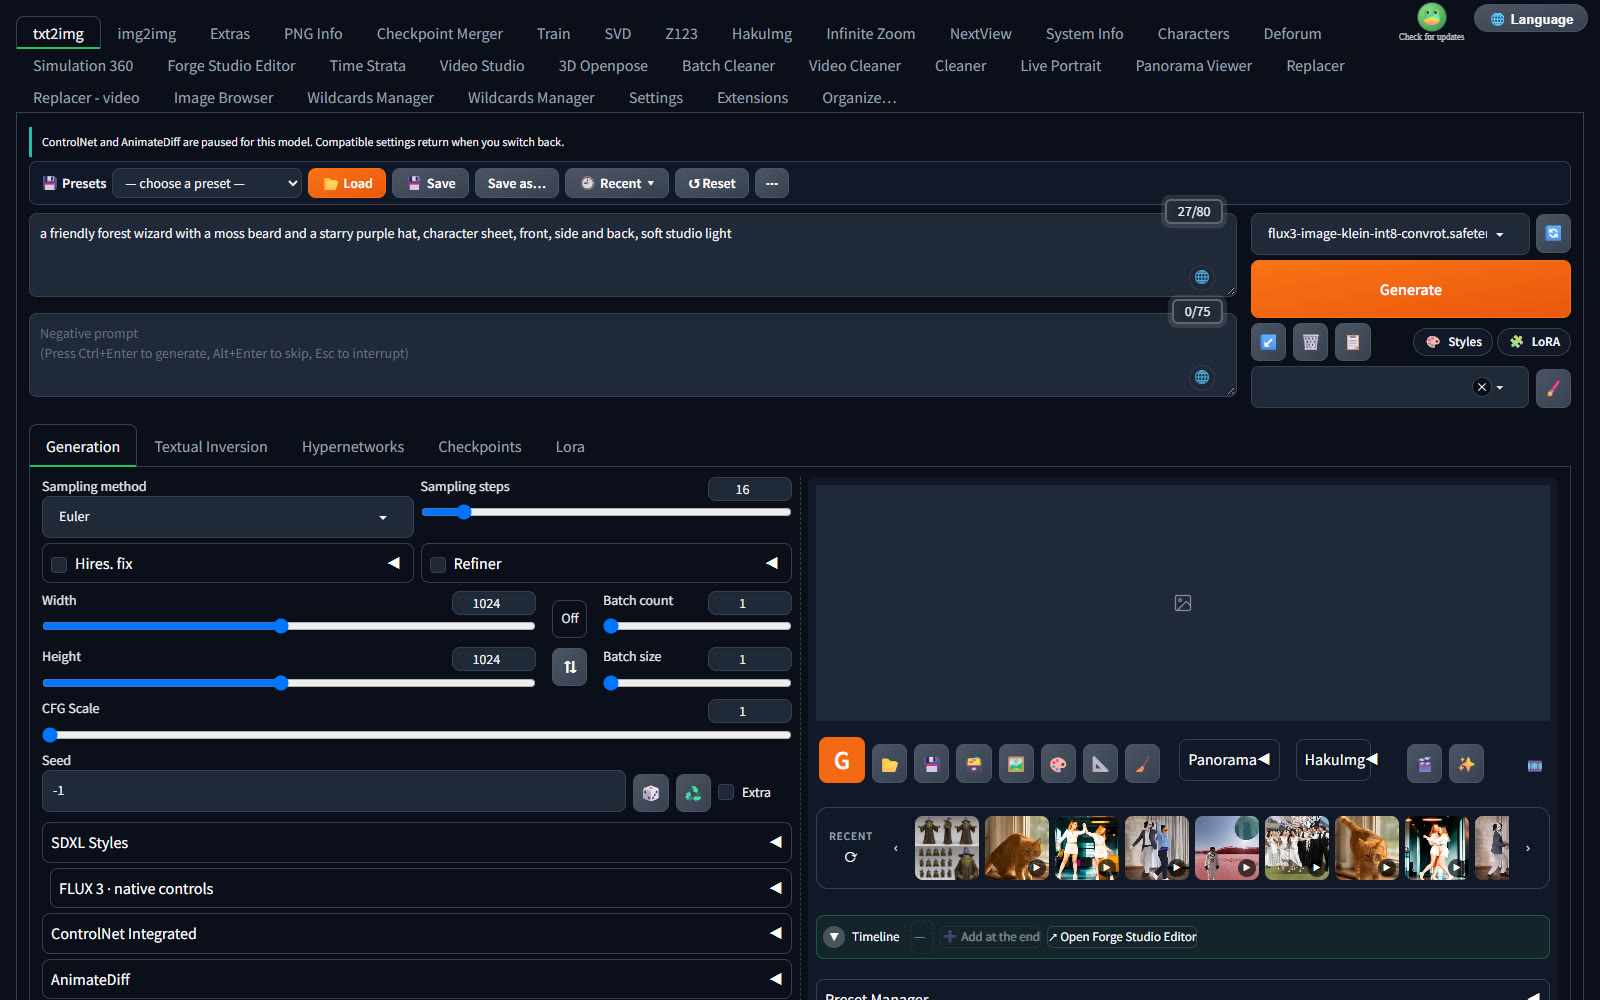 txt2img img2img Extras PNG Info Checkpoint Merger Train SVD Z123 HakuImg Infinite Zoom NextView System Info Characters Deforum
Check for updates
Language
Simulation 360 Forge Studio Editor Time Strata Video Studio 3D Openpose Batch Cleaner Video Cleaner Cleaner Live Portrait Panorama Viewer Replacer
Replacer - video Image Browser Wildcards Manager Wildcards Manager Settings Extensions Organize…
ControlNet and AnimateDiff are paused for this model. Compatible settings return when you switch back.
Presets — choose a preset — Load Save Save as… Recent Reset
27/80
a friendly forest wizard with a moss beard and a starry purple hat, character sheet, front, side and back, soft studio light
flux3-image-klein-int8-convrot.safeter
Generate
0/75
Negative prompt
(Press Ctrl+Enter to generate, Alt+Enter to skip, Esc to interrupt)
Styles LoRA
Generation Textual Inversion Hypernetworks Checkpoints Lora
Sampling method
Euler
Sampling steps 16
Hires. fix
Refiner
Width 1024
Off
Batch count 1
Height 1024
Batch size 1
CFG Scale 1
Seed
-1
Extra
SDXL Styles
FLUX 3 · native controls
ControlNet Integrated
AnimateDiff
G
Panorama
HakuImg
RECENT
Timeline — Add at the end Open Forge Studio Editor
Preset Manager